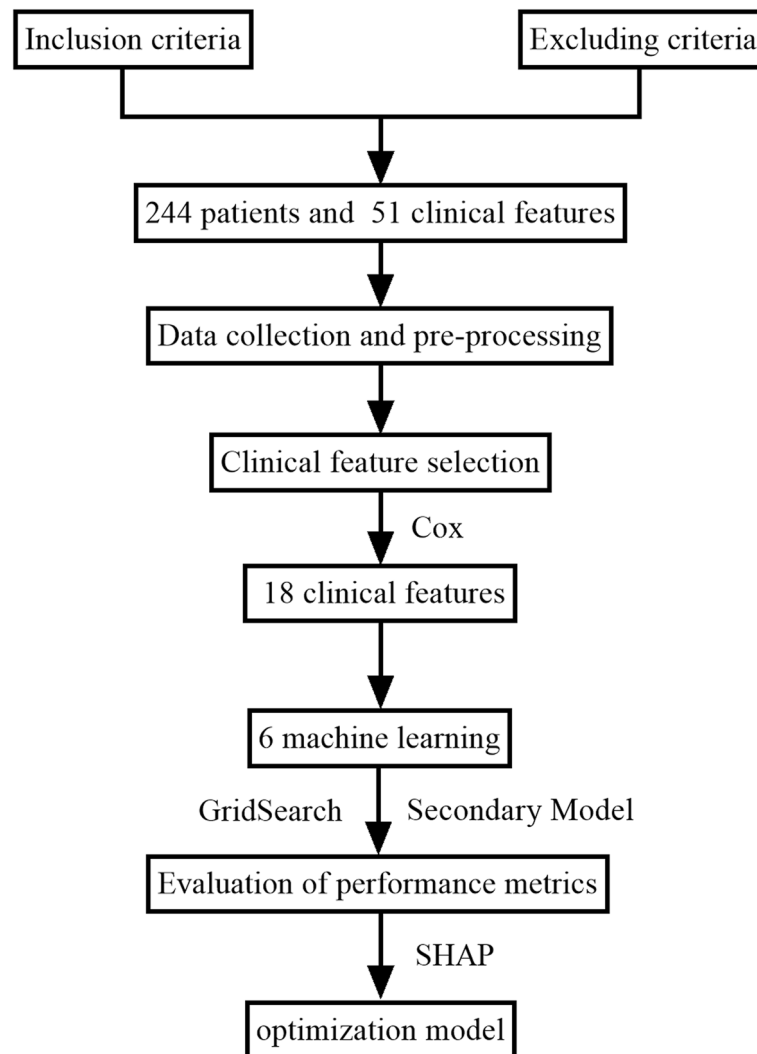 Inclusion criteria
Excluding criteria
244 patients and 51 clinical features
Data collection and pre-processing
Clinical feature selection
Cox
18 clinical features
6 machine learning
GridSearch
Secondary Model
Evaluation of performance metrics
SHAP
optimization model